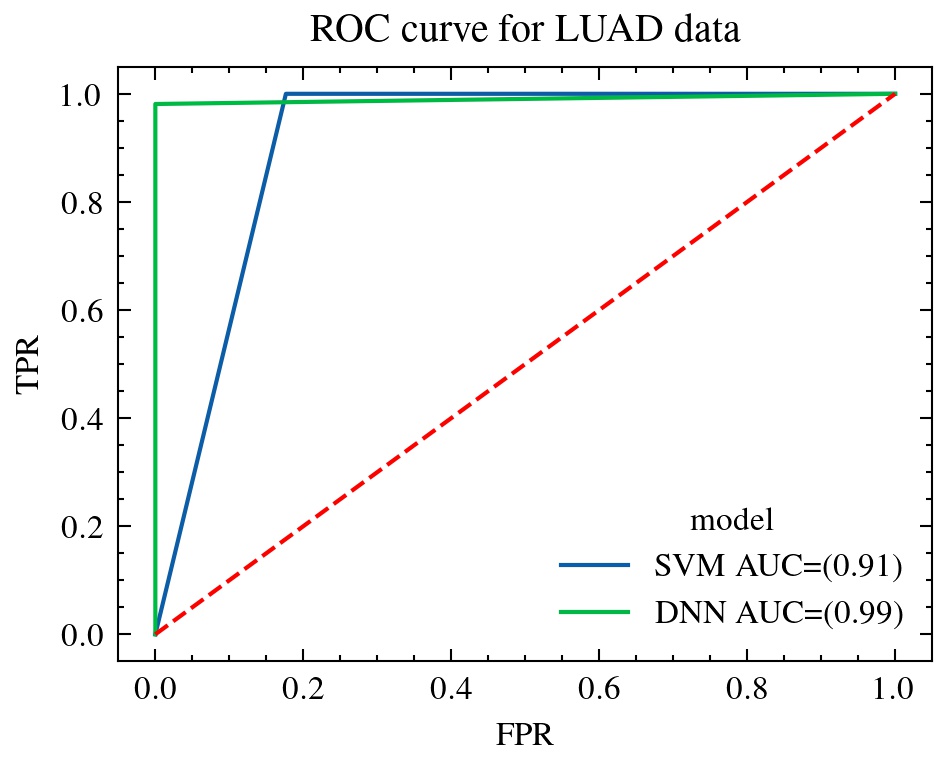 ROC curve for LUAD data
1.0
0.8
0.6
0.4
0.2
0.0
TPR
model
SVM AUC=(0.91)
DNN AUC=(0.99)
0.0 0.2 0.4 0.6 0.8 1.0
FPR